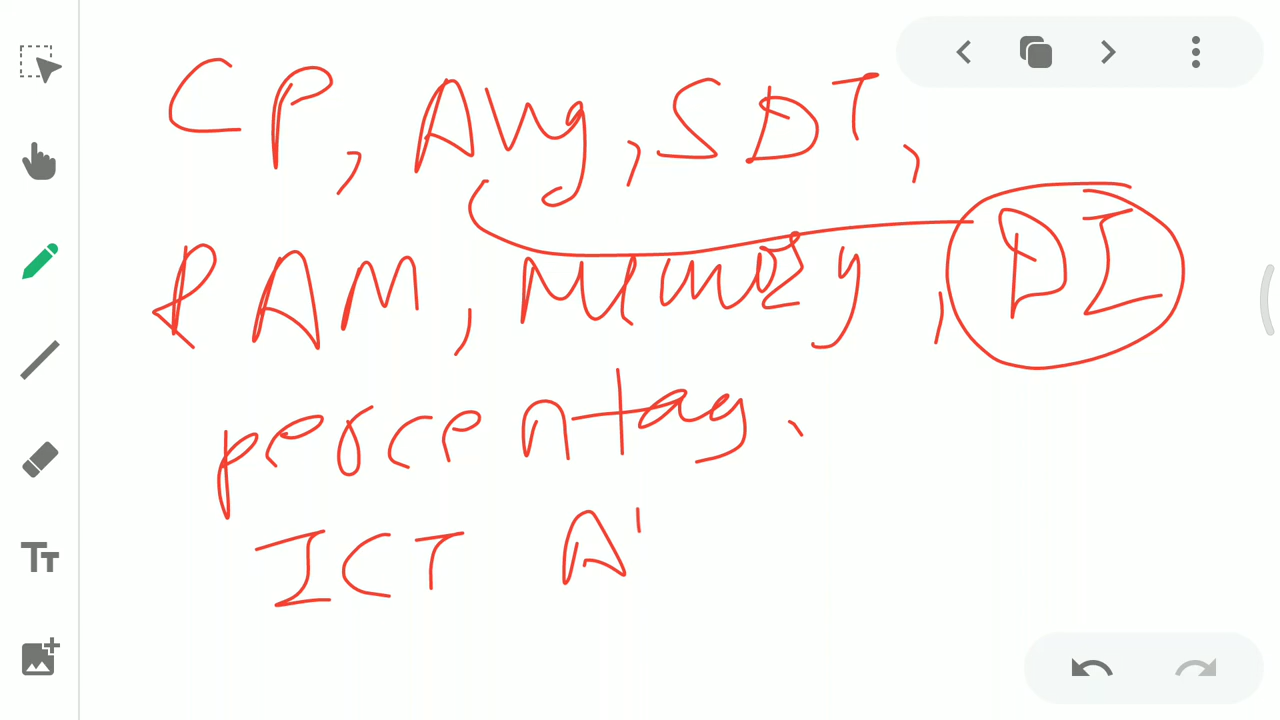 CP, Avg, SDT,
RAM, Memory, DI
percentag,
ICT A'